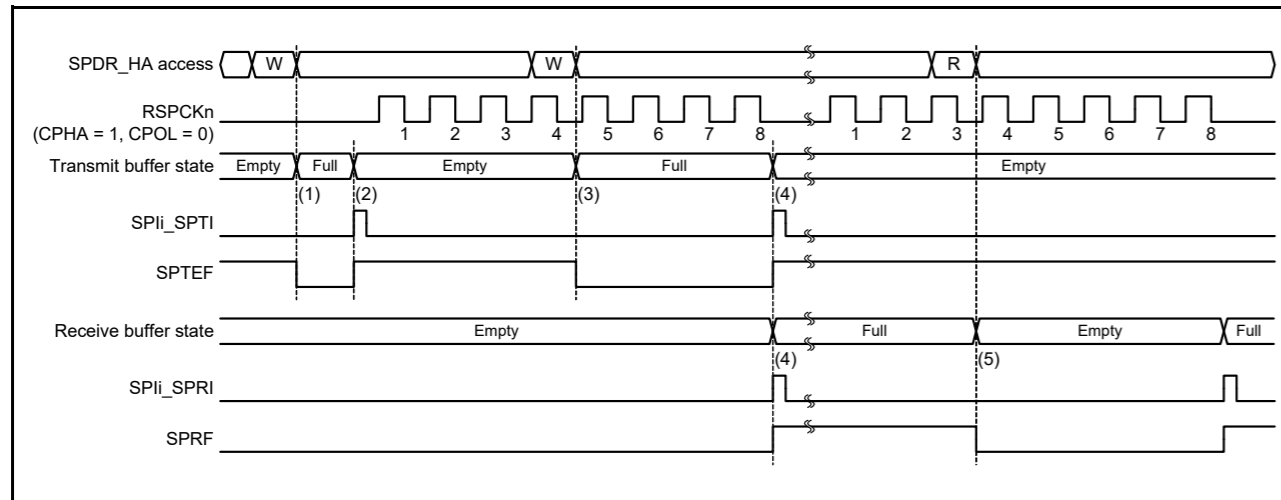 SPDR_HA access W W R
RSPCKn
(CPHA = 1, CPOL = 0)
1 2 3 4 5 6 7 8 1 2 3 4 5 6 7 8
Transmit buffer state Empty Full Empty Full Empty
(1) (2) (3) (4)
SPIi_SPTI
SPTEF
Receive buffer state Empty Full Empty Full
(4) (5)
SPIi_SPRI
SPRF